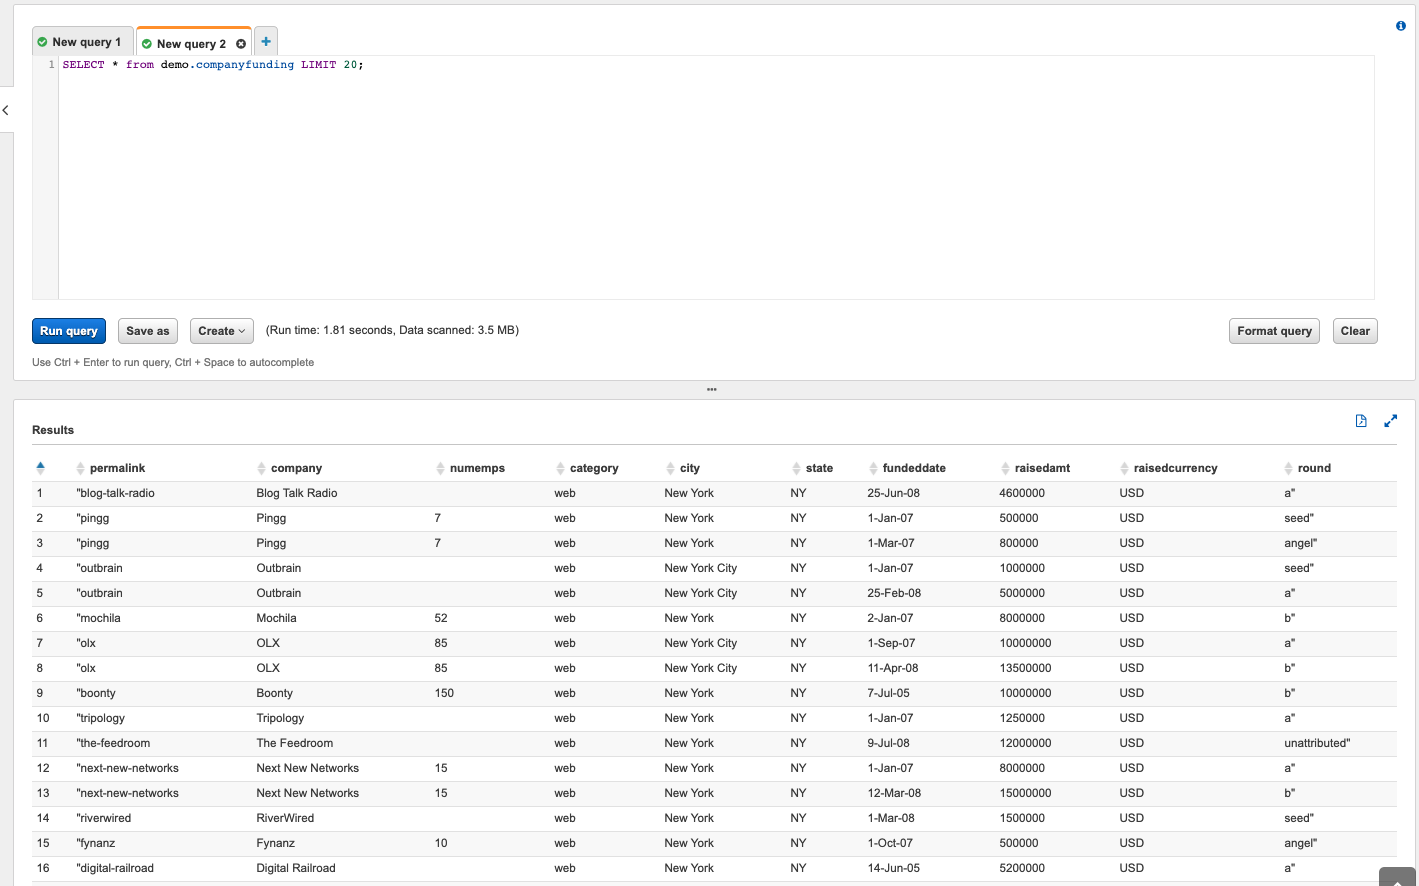 New query 1 New query 2
1 SELECT * from demo.companyfunding LIMIT 20;
Run query Save as Create (Run time: 1.81 seconds, Data scanned: 3.5 MB) Format query Clear
Use Ctrl + Enter to run query, Ctrl + Space to autocomplete
Results
permalink company numemps category city state fundeddate raisedamt raisedcurrency round
1 "blog-talk-radio Blog Talk Radio web New York NY 25-Jun-08 4600000 USD a"
2 "pingg Pingg 7 web New York NY 1-Jan-07 500000 USD seed"
3 "pingg Pingg 7 web New York NY 1-Mar-07 800000 USD angel"
4 "outbrain Outbrain web New York City NY 1-Jan-07 1000000 USD seed"
5 "outbrain Outbrain web New York City NY 25-Feb-08 5000000 USD a"
6 "mochila Mochila 52 web New York NY 2-Jan-07 8000000 USD b"
7 "olx OLX 85 web New York City NY 1-Sep-07 10000000 USD a"
8 "olx OLX 85 web New York City NY 11-Apr-08 13500000 USD b"
9 "boonty Boonty 150 web New York NY 7-Jul-05 10000000 USD b"
10 "tripology Tripology web New York NY 1-Jan-07 1250000 USD a"
11 "the-feedroom The Feedroom web New York NY 9-Jul-08 12000000 USD unattributed"
12 "next-new-networks Next New Networks 15 web New York NY 1-Jan-07 8000000 USD a"
13 "next-new-networks Next New Networks 15 web New York NY 12-Mar-08 15000000 USD b"
14 "riverwired RiverWired web New York NY 1-Mar-08 1500000 USD seed"
15 "fynanz Fynanz 10 web New York NY 1-Oct-07 500000 USD angel"
16 "digital-railroad Digital Railroad web New York NY 14-Jun-05 5200000 USD a"